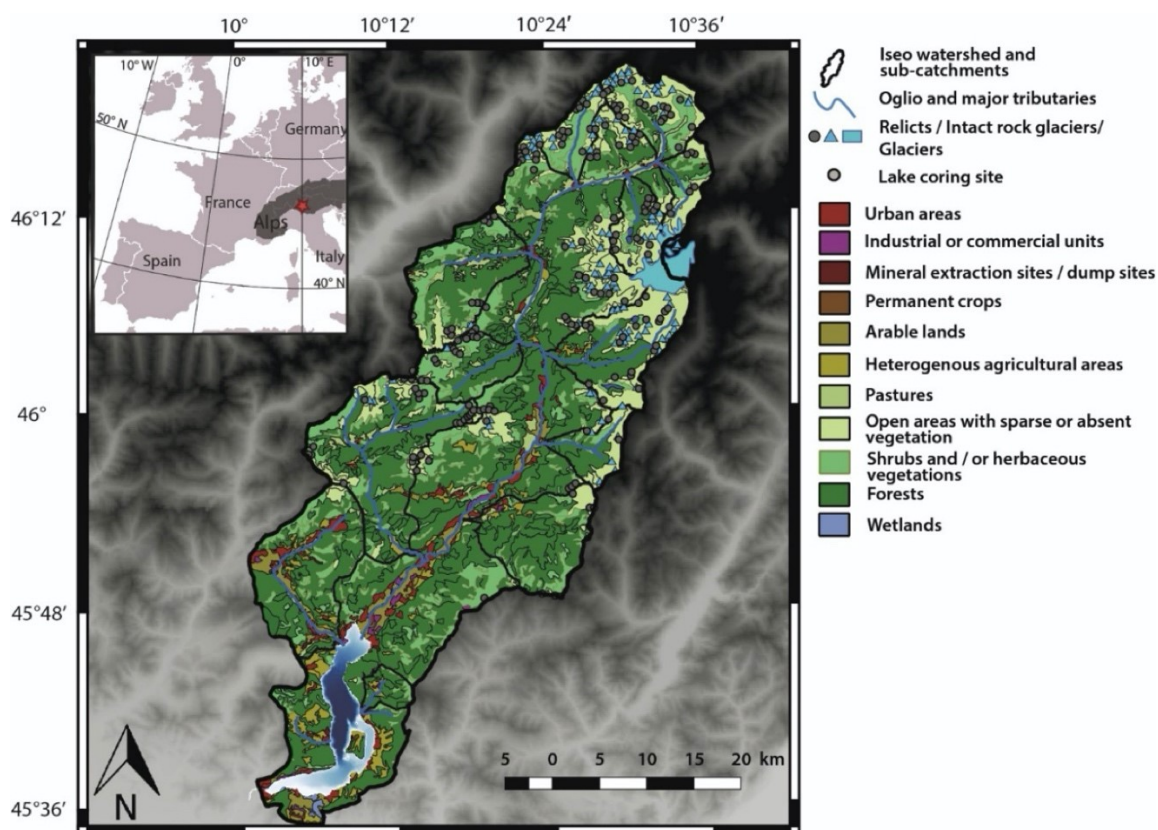 10° 10°12′ 10°24′ 10°36′
10° W 0° 10° E
50° N
Germany
France
Alps
Spain
Italy
40° N
46°12′
46°
45°48′
45°36′
N
5 0 5 10 15 20 km
Iseo watershed and
sub-catchments
Oglio and major tributaries
Relicts / Intact rock glaciers/
Glaciers
Lake coring site
Urban areas
Industrial or commercial units
Mineral extraction sites / dump sites
Permanent crops
Arable lands
Heterogenous agricultural areas
Pastures
Open areas with sparse or absent
vegetation
Shrubs and / or herbaceous
vegetations
Forests
Wetlands